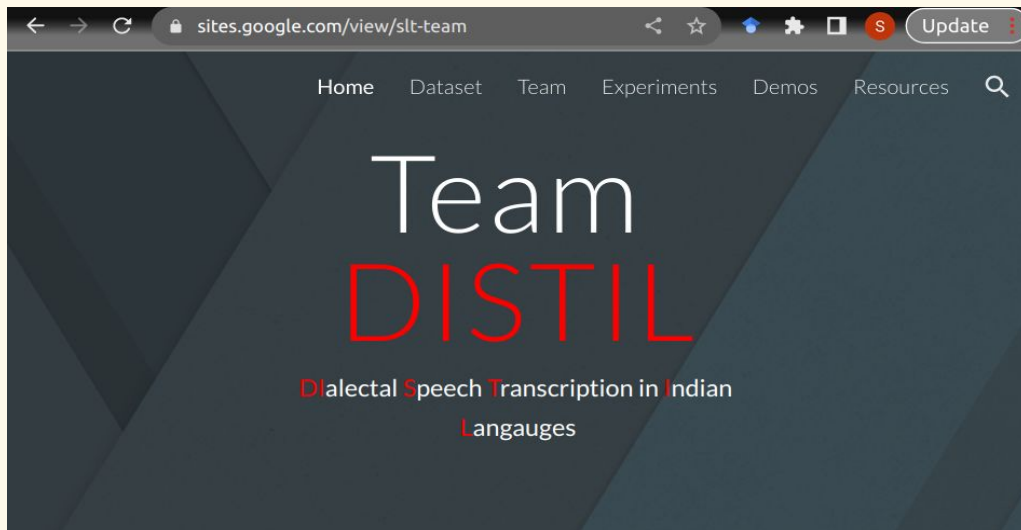 sites.google.com/view/slt-team
S
Update
Home Dataset Team Experiments Demos Resources
Team
DISTIL
DIalectal Speech Transcription in Indian
Langauges